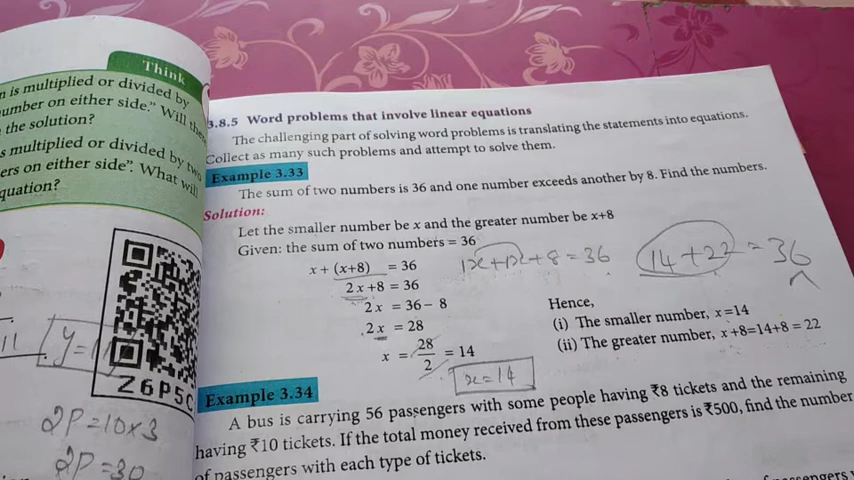 Think
n is multiplied or divided by
umber on either side." Will the
the solution?
s multiplied or divided by two
ers on either side". What will
quation?
Z6P5C
11
y=11
2P=10x3
2P=30
3.8.5 Word problems that involve linear equations
The challenging part of solving word problems is translating the statements into equations.
Collect as many such problems and attempt to solve them.
Example 3.33
The sum of two numbers is 36 and one number exceeds another by 8. Find the numbers.
Solution:
Let the smaller number be x and the greater number be x+8
Given: the sum of two numbers = 36
x + (x+8) = 36
2x+8 = 36
2x = 36 – 8
2x = 28
x = 28/2 = 14
1x+1x+8=36
14+22=36
x=14
Hence,
(i) The smaller number, x=14
(ii) The greater number, x+8=14+8 = 22
Example 3.34
A bus is carrying 56 passengers with some people having ₹8 tickets and the remaining
having ₹10 tickets. If the total money received from these passengers is ₹500, find the number
of passengers with each type of tickets.